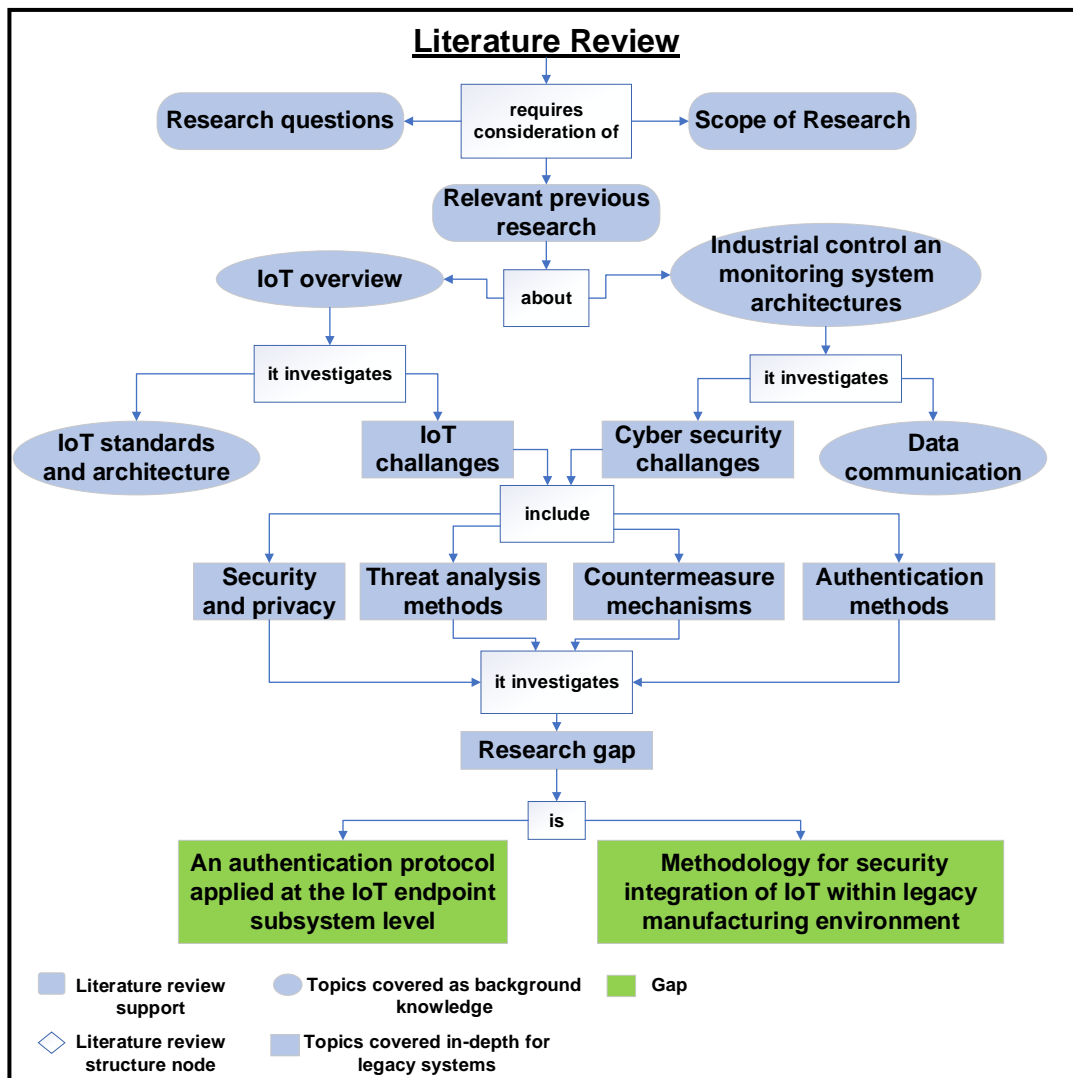 Literature Review
requires
consideration of
Research questions
Scope of Research
Relevant previous
research
about
IoT overview
Industrial control an
monitoring system
architectures
it investigates
it investigates
IoT standards
and architecture
IoT
challanges
Cyber security
challanges
Data
communication
include
Security
and privacy
Threat analysis
methods
Countermeasure
mechanisms
Authentication
methods
it investigates
Research gap
is
An authentication protocol
applied at the IoT endpoint
subsystem level
Methodology for security
integration of IoT within legacy
manufacturing environment
Literature review
support
Topics covered as background
knowledge
Gap
Literature review
structure node
Topics covered in-depth for
legacy systems